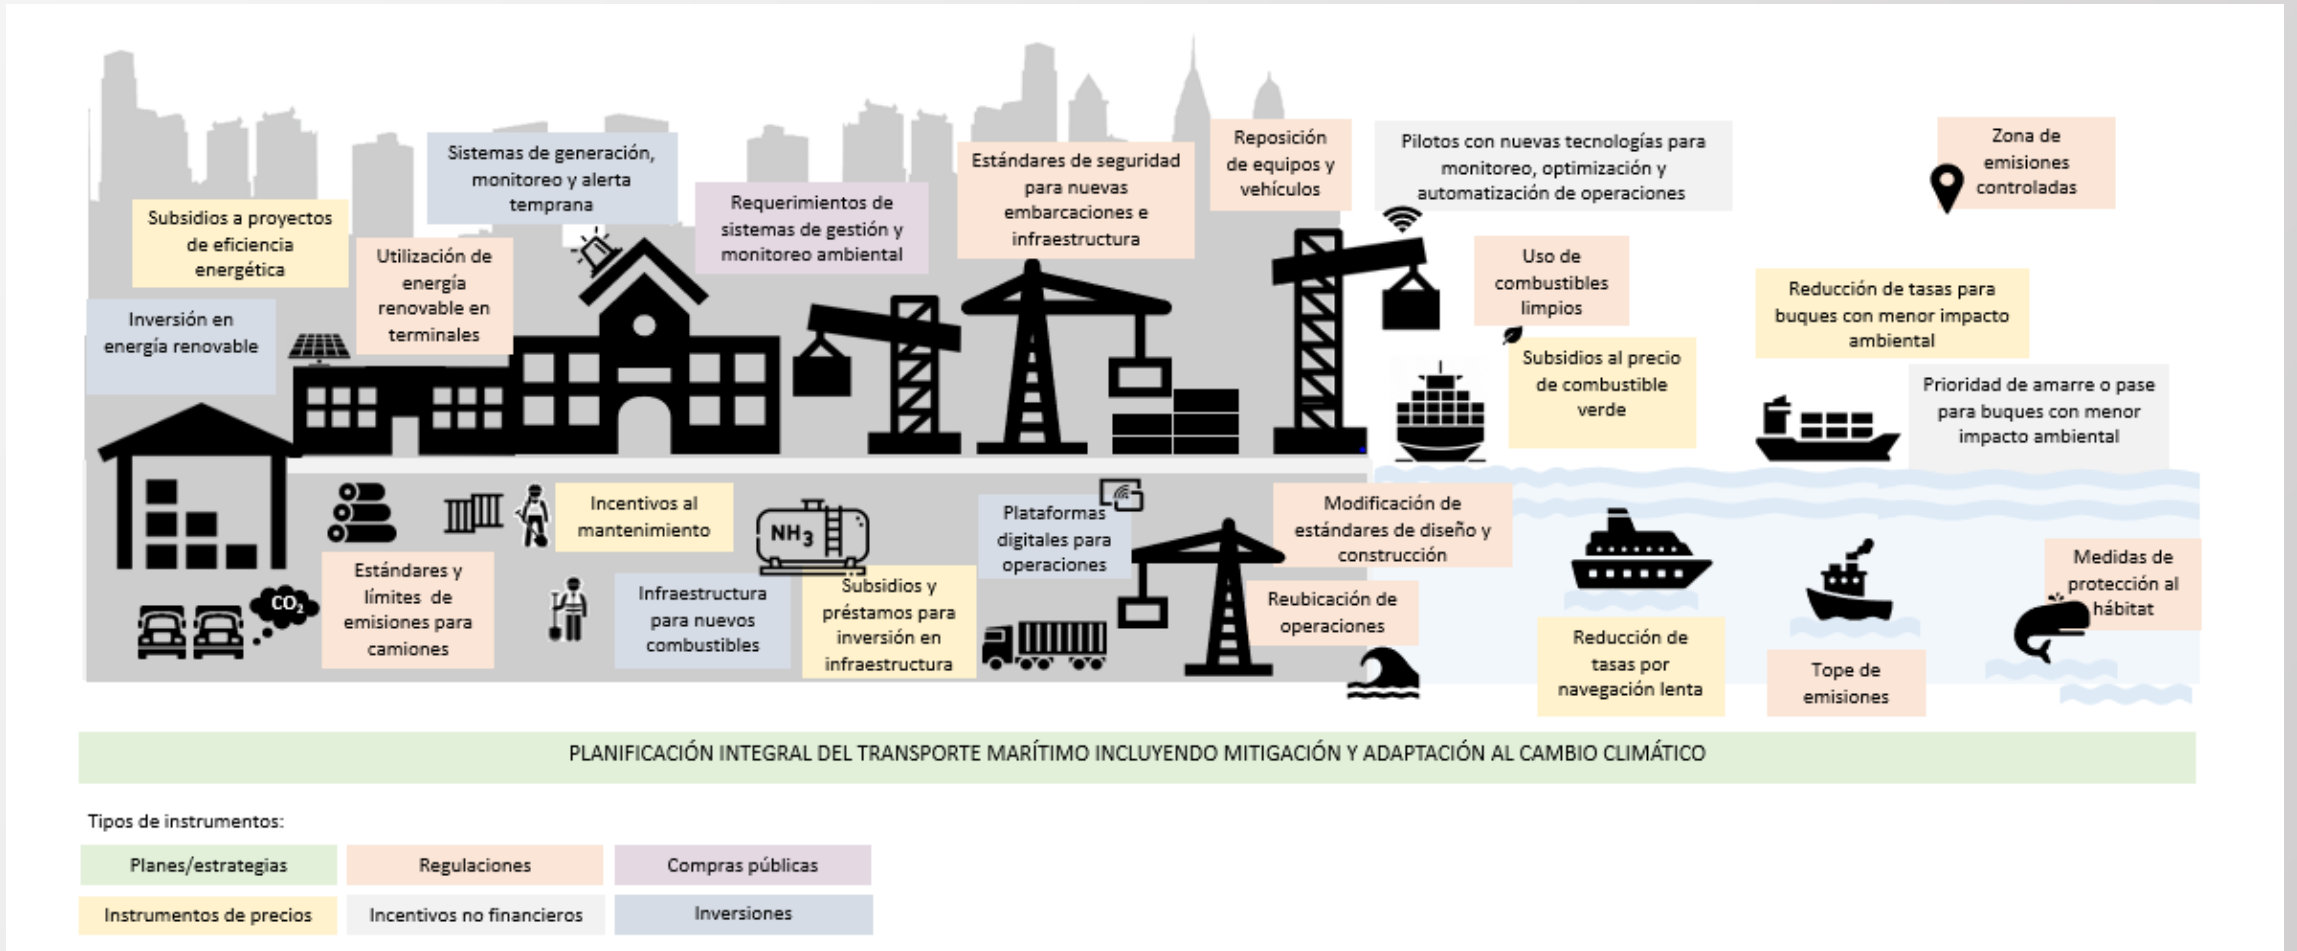 Subsidios a proyectos
de eficiencia
energética
Inversión en
energía renovable
Utilización de
energía
renovable en
terminales
Sistemas de generación,
monitoreo y alerta
temprana
Requerimientos de
sistemas de gestión y
monitoreo ambiental
Estándares de seguridad
para nuevas
embarcaciones e
infraestructura
Reposición
de equipos y
vehículos
Pilotos con nuevas tecnologías para
monitoreo, optimización y
automatización de operaciones
Zona de
emisiones
controladas
Uso de
combustibles
limpios
Subsidios al precio
de combustible
verde
Reducción de tasas para
buques con menor impacto
ambiental
Prioridad de amarre o pase
para buques con menor
impacto ambiental
CO2
Estándares y
límites de
emisiones para
camiones
Incentivos al
mantenimiento
NH3
Infraestructura
para nuevos
combustibles
Subsidios y
préstamos para
inversión en
infraestructura
Plataformas
digitales para
operaciones
Modificación de
estándares de diseño y
construcción
Reubicación de
operaciones
Reducción de
tasas por
navegación lenta
Tope de
emisiones
Medidas de
protección al
hábitat
PLANIFICACIÓN INTEGRAL DEL TRANSPORTE MARÍTIMO INCLUYENDO MITIGACIÓN Y ADAPTACIÓN AL CAMBIO CLIMÁTICO
Tipos de instrumentos:
Planes/estrategias
Regulaciones
Compras públicas
Instrumentos de precios
Incentivos no financieros
Inversiones